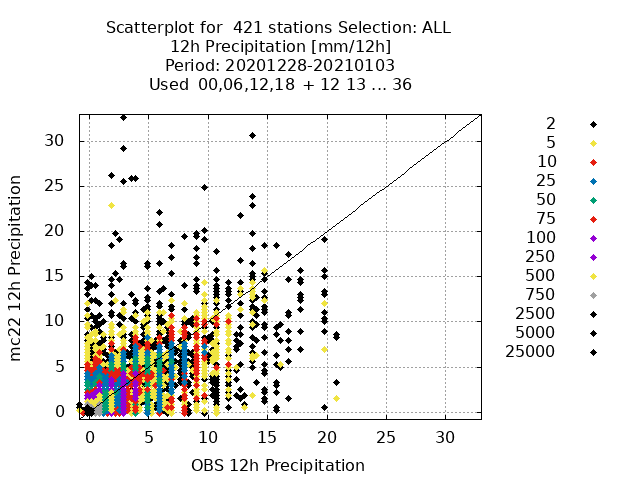 Scatterplot for  421 stations Selection: ALL
12h Precipitation [mm/12h]
Period: 20201228-20210103
Used  00,06,12,18  + 12 13 ... 36
mc22 12h Precipitation
30
25
20
15
10
5
0
0 5 10 15 20 25 30
OBS 12h Precipitation
2
5
10
25
50
75
100
250
500
750
2500
5000
25000